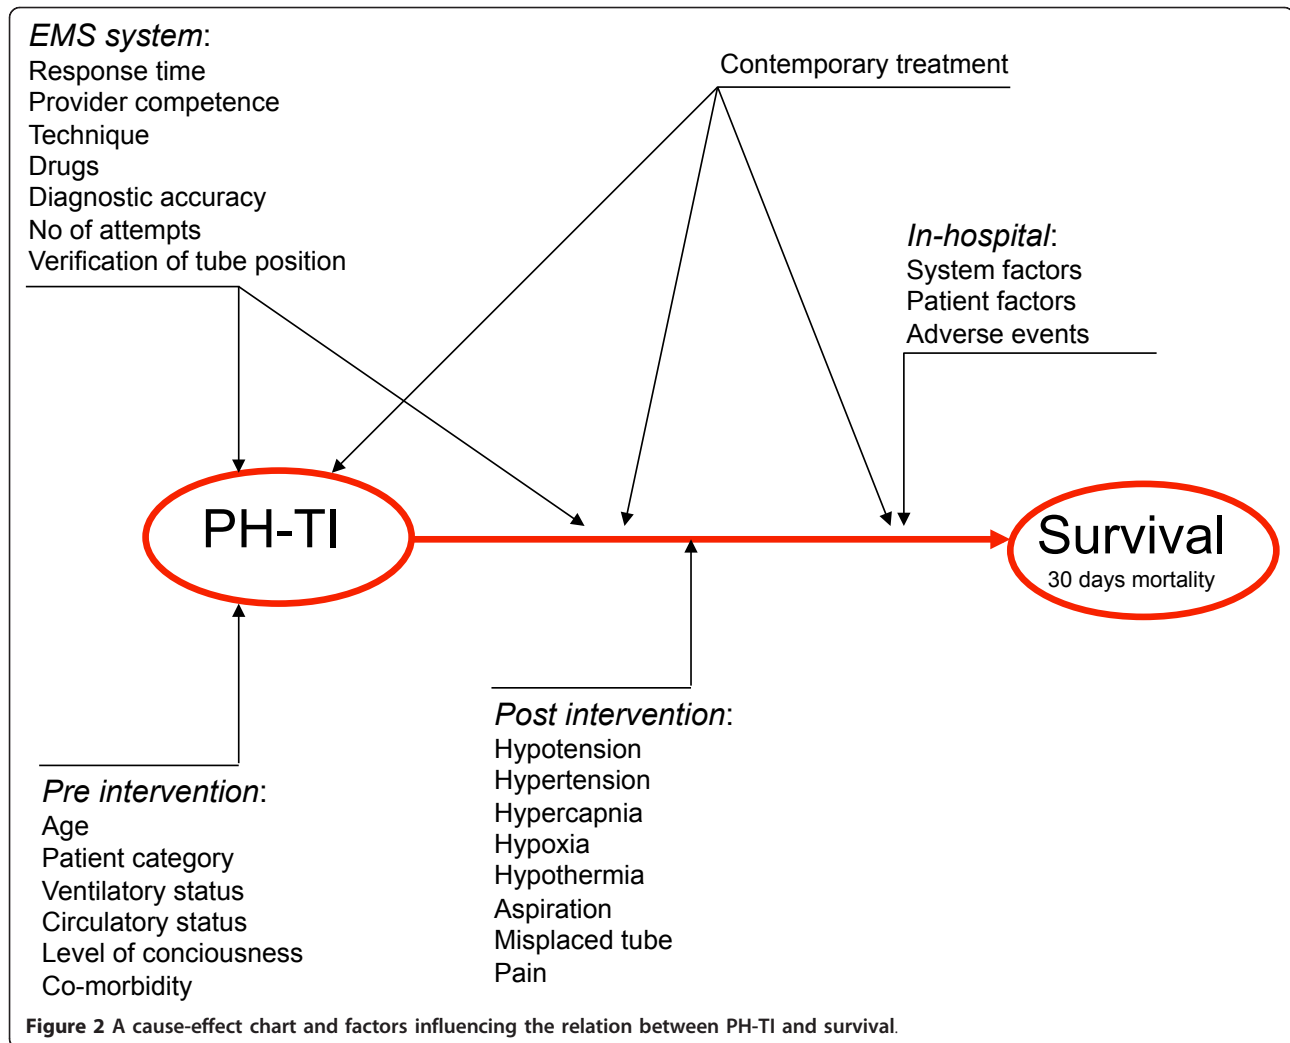 EMS system:
Response time
Provider competence
Technique
Drugs
Diagnostic accuracy
No of attempts
Verification of tube position
Contemporary treatment
In-hospital:
System factors
Patient factors
Adverse events
PH-TI
Survival
30 days mortality
Pre intervention:
Age
Patient category
Ventilatory status
Circulatory status
Level of conciousness
Co-morbidity
Post intervention:
Hypotension
Hypertension
Hypercapnia
Hypoxia
Hypothermia
Aspiration
Misplaced tube
Pain
Figure 2 A cause-effect chart and factors influencing the relation between PH-TI and survival.